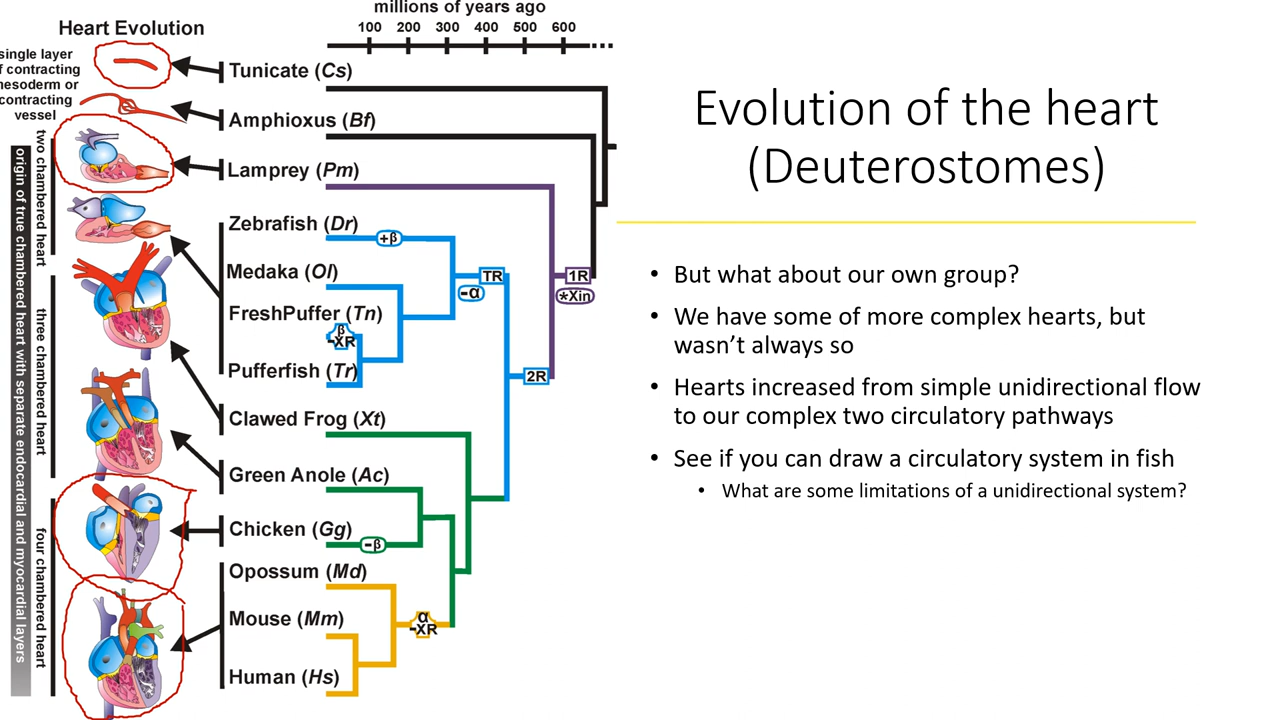 millions of years ago
100 200 300 400 500 600
Heart Evolution
single layer
f contracting
nesoderm or
contracting
vessel
two chambered heart
three chambered heart
four chambered heart
origin of true chambered heart with separate endocardial and myocardial layers
Tunicate (Cs)
Amphioxus (Bf)
Lamprey (Pm)
Zebrafish (Dr)
Medaka (Ol)
FreshPuffer (Tn)
Pufferfish (Tr)
Clawed Frog (Xt)
Green Anole (Ac)
Chicken (Gg)
Opossum (Md)
Mouse (Mm)
Human (Hs)
+β
TR
-α
1R
*Xin
β
-XR
2R
-β
α
-XR
Evolution of the heart
(Deuterostomes)
• But what about our own group?
• We have some of more complex hearts, but
wasn’t always so
• Hearts increased from simple unidirectional flow
to our complex two circulatory pathways
• See if you can draw a circulatory system in fish
• What are some limitations of a unidirectional system?